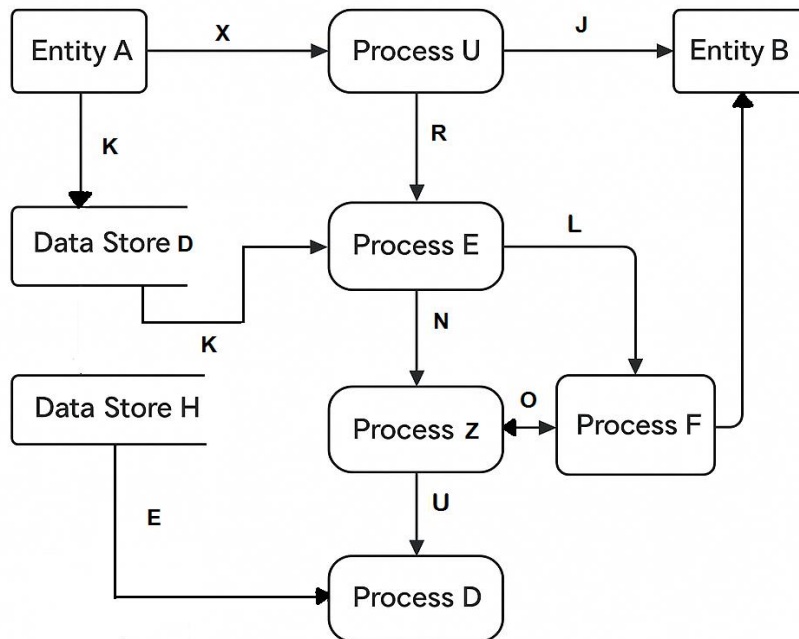 Entity A
X
Process U
J
Entity B
K
R
Data Store D
Process E
L
K
N
Data Store H
Process Z
O
Process F
E
U
Process D